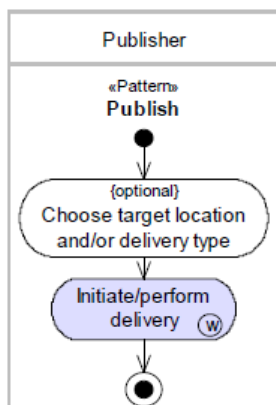 Publisher
«Pattern»
Publish
{optional}
Choose target location
and/or delivery type
Initiate/perform
delivery
W